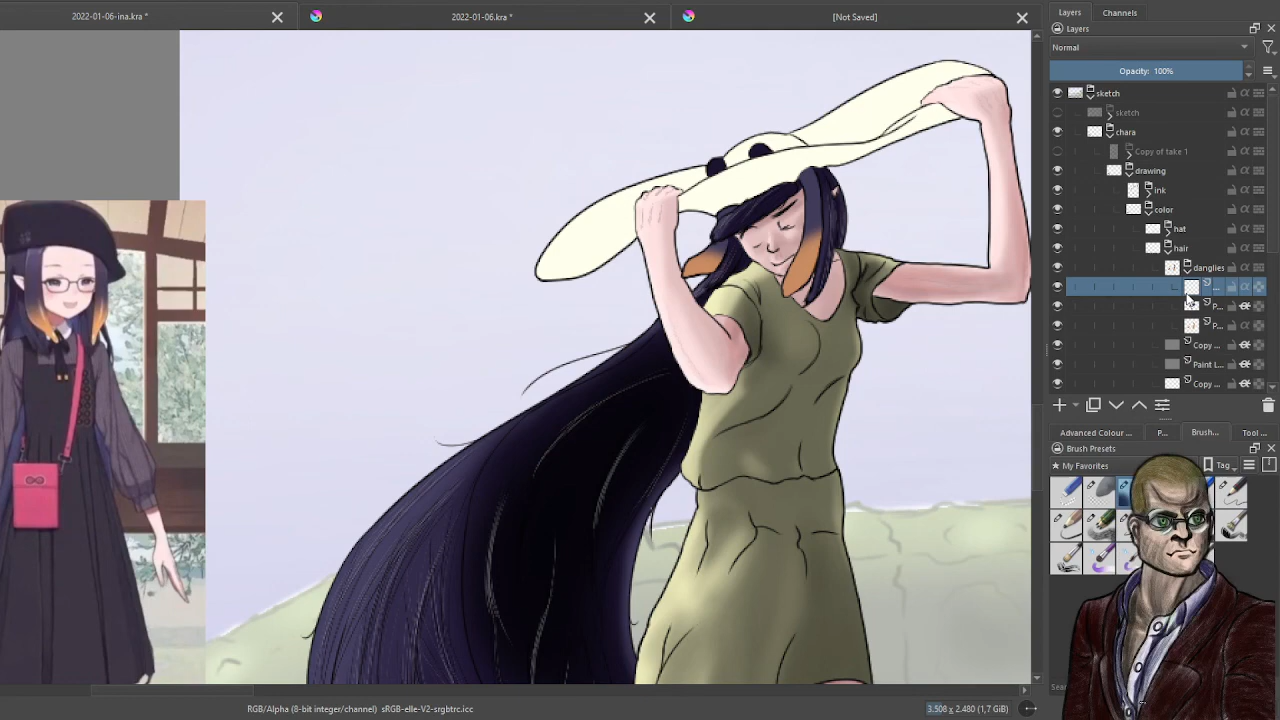 2022-01-06-ina.kra *
2022-01-06.kra *
[Not Saved]
Layers
Channels
Layers
Normal
Opacity: 100%
sketch
sketch
chara
Copy of take 1
drawing
ink
color
hat
hair
danglies
...
P...
P...
Copy ...
Paint L...
Copy ...
Advanced Colour ...
P...
Brush...
Tool ...
Brush Presets
My Favorites
Tag
RGB/Alpha (8-bit integer/channel) sRGB-elle-V2-srgbtrc.icc
3.508 x 2.480 (1,7 GiB)